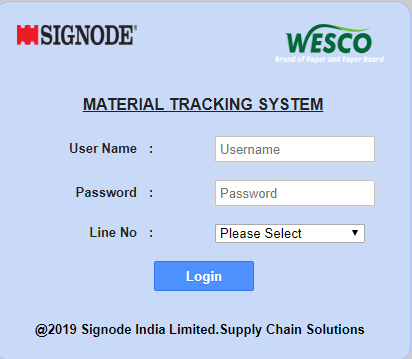 SIGNODE®
WESCO
Brand of Paper and Paper Board
MATERIAL TRACKING SYSTEM
User Name : Username
Password : Password
Line No : Please Select
Login
@2019 Signode India Limited.Supply Chain Solutions